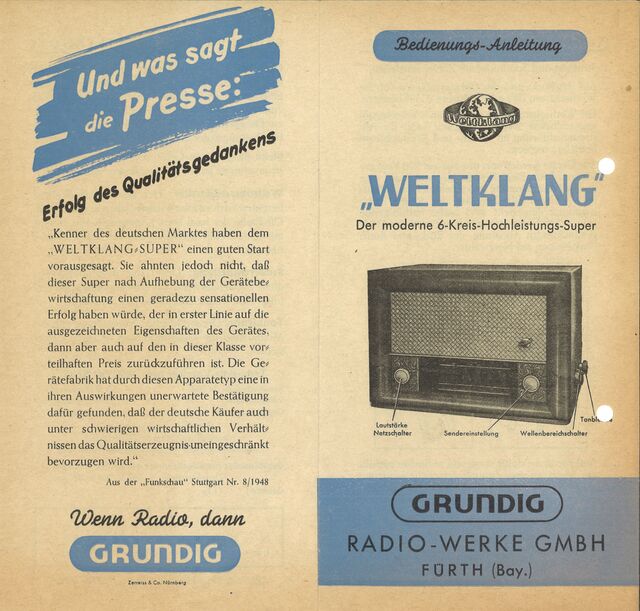 Und was sagt
die Presse:
Erfolg des Qualitätsgedankens
„Kenner des deutschen Marktes haben dem
„WELTKLANG-SUPER“ einen guten Start
vorausgesagt. Sie ahnten jedoch nicht, daß
dieser Super nach Aufhebung der Gerätebe-
wirtschaftung einen geradezu sensationellen
Erfolg haben würde, der in erster Linie auf die
ausgezeichneten Eigenschaften des Gerätes,
dann aber auch auf den in dieser Klasse vor-
teilhaften Preis zurückzuführen ist. Die Ge-
rätefabrik hat durch diesen Apparatetyp eine in
ihren Auswirkungen unerwartete Bestätigung
dafür gefunden, daß der deutsche Käufer auch
unter schwierigen wirtschaftlichen Verhält-
nissen das Qualitätserzeugnis uneingeschränkt
bevorzugen wird.“
Aus der „Funkschau“ Stuttgart Nr. 8/1948
Wenn Radio, dann
GRUNDIG
Zerreiss & Co. Nürnberg
Bedienungs-Anleitung
Weltklang
„WELTKLANG“
Der moderne 6-Kreis-Hochleistungs-Super
Lautstärke
Netzschalter
Sendereinstellung
Wellenbereichschalter
GRUNDIG
RADIO-WERKE GMBH
FÜRTH (Bay.)